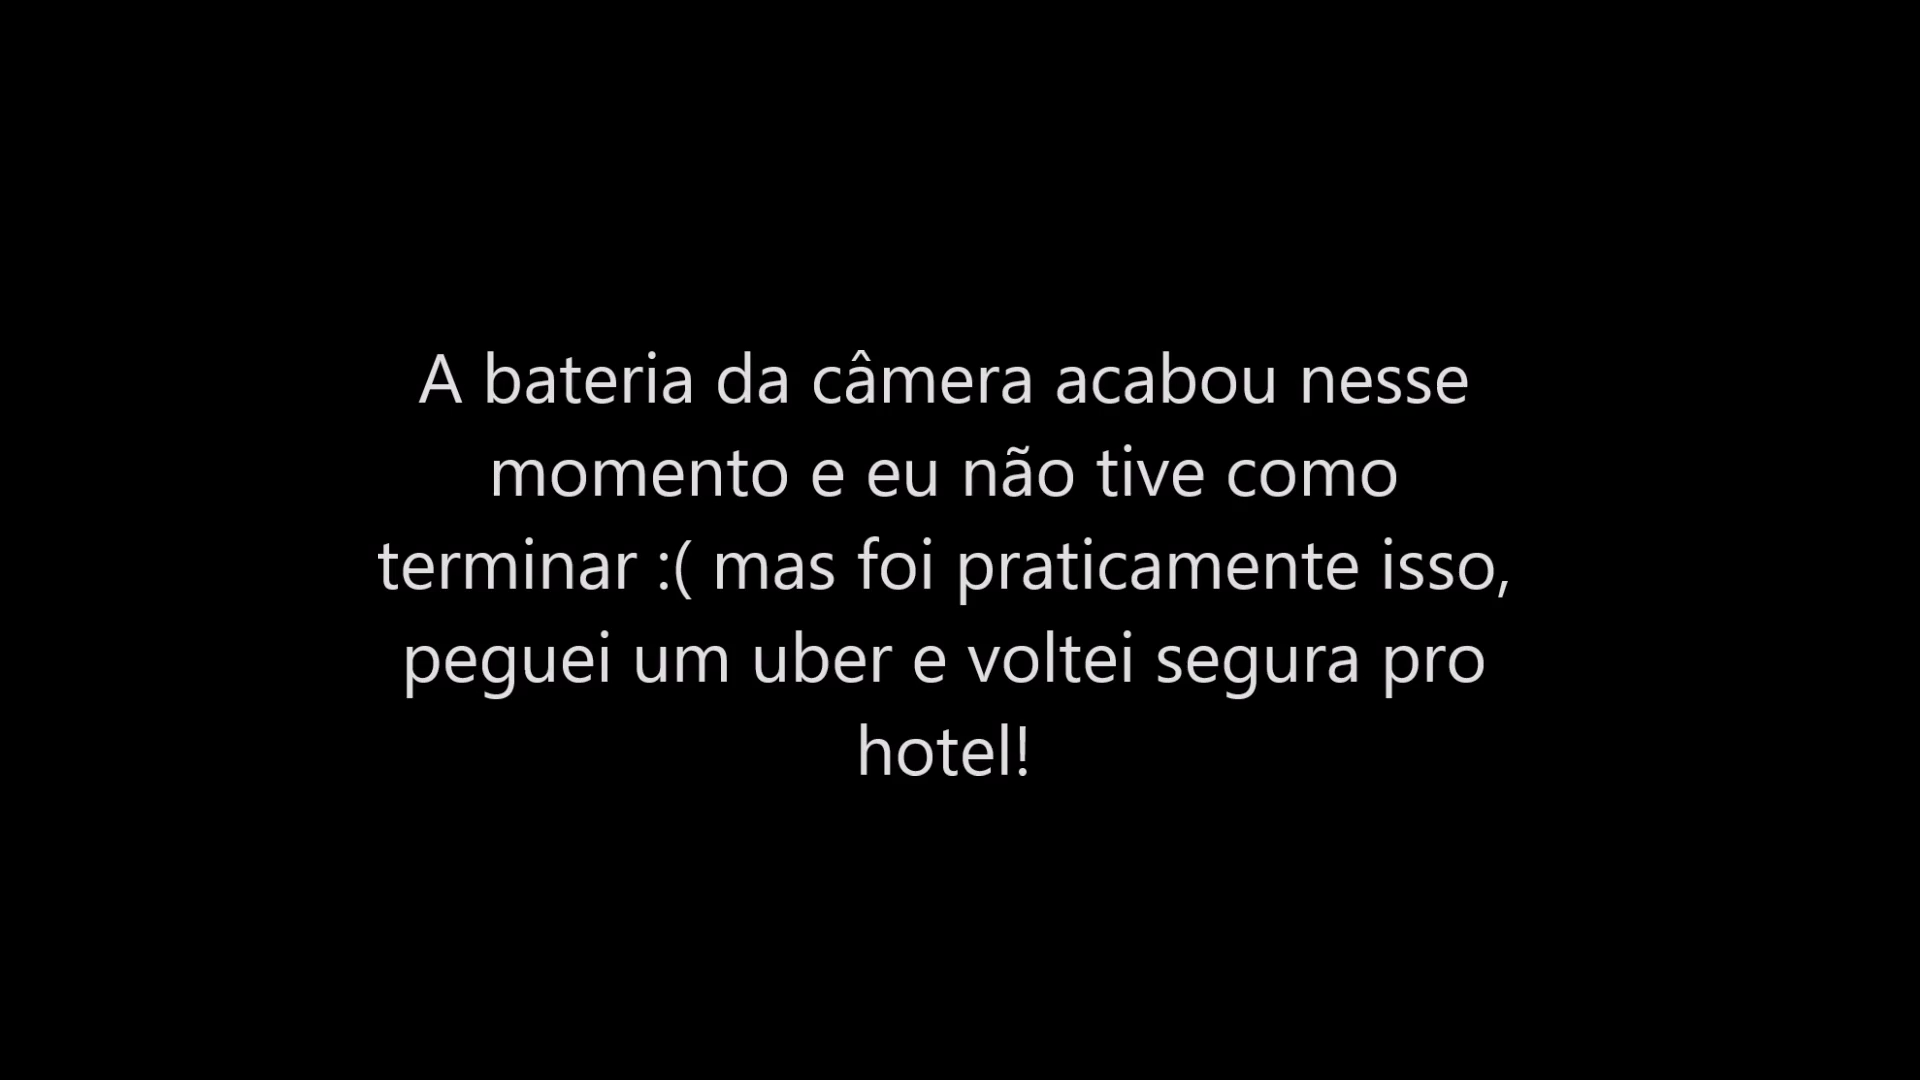 A bateria da câmera acabou nesse
momento e eu não tive como
terminar :( mas foi praticamente isso,
peguei um uber e voltei segura pro
hotel!